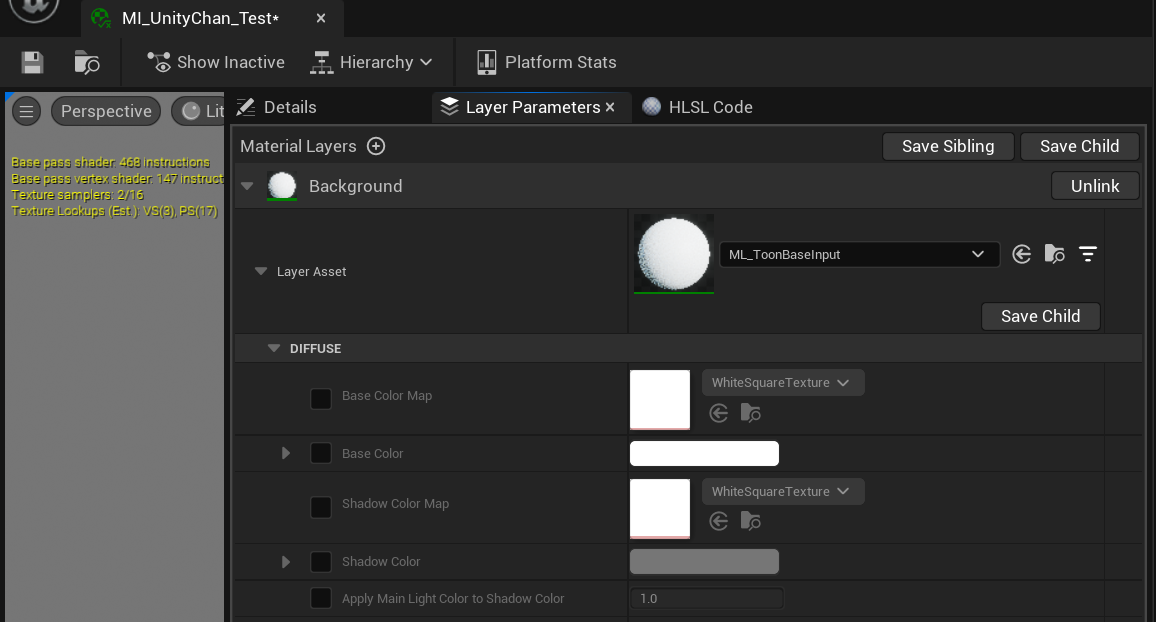 MI_UnityChan_Test*
Show Inactive
Hierarchy
Platform Stats
Perspective
Lit
Details
Layer Parameters
HLSL Code
Base pass shader: 468 instructions
Base pass vertex shader: 147 instruct
Texture samplers: 2/16
Texture Lookups (Est.): VS(3), PS(17)
Material Layers
Save Sibling
Save Child
Background
Unlink
Layer Asset
ML_ToonBaseInput
Save Child
DIFFUSE
Base Color Map
WhiteSquareTexture
Base Color
Shadow Color Map
WhiteSquareTexture
Shadow Color
Apply Main Light Color to Shadow Color
1.0